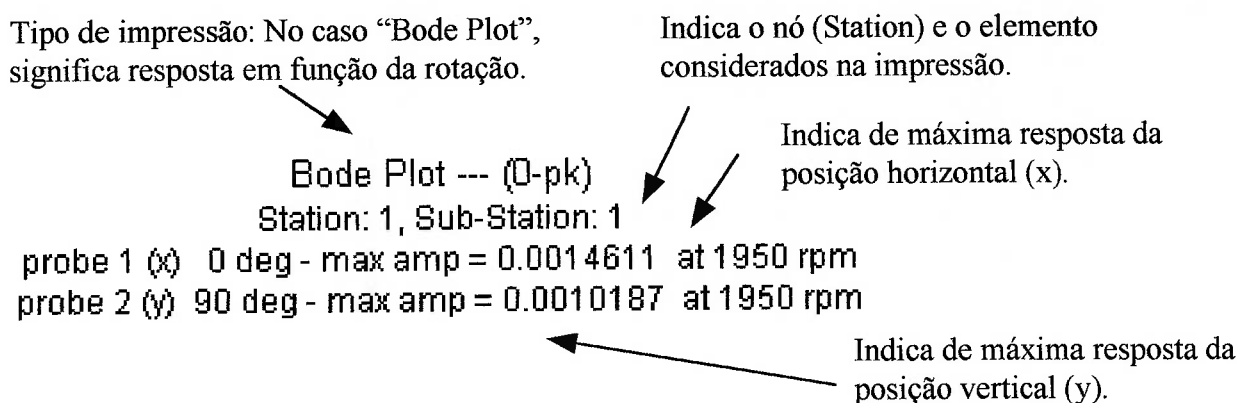 Tipo de impressão: No caso “Bode Plot”,
significa resposta em função da rotação.
Indica o nó (Station) e o elemento
considerados na impressão.
Indica de máxima resposta da
posição horizontal (x).
Bode Plot --- (0-pk)
Station: 1, Sub-Station: 1
probe 1 (x) 0 deg - max amp = 0.0014611 at 1950 rpm
probe 2 (y) 90 deg - max amp = 0.0010187 at 1950 rpm
Indica de máxima resposta da
posição vertical (y).